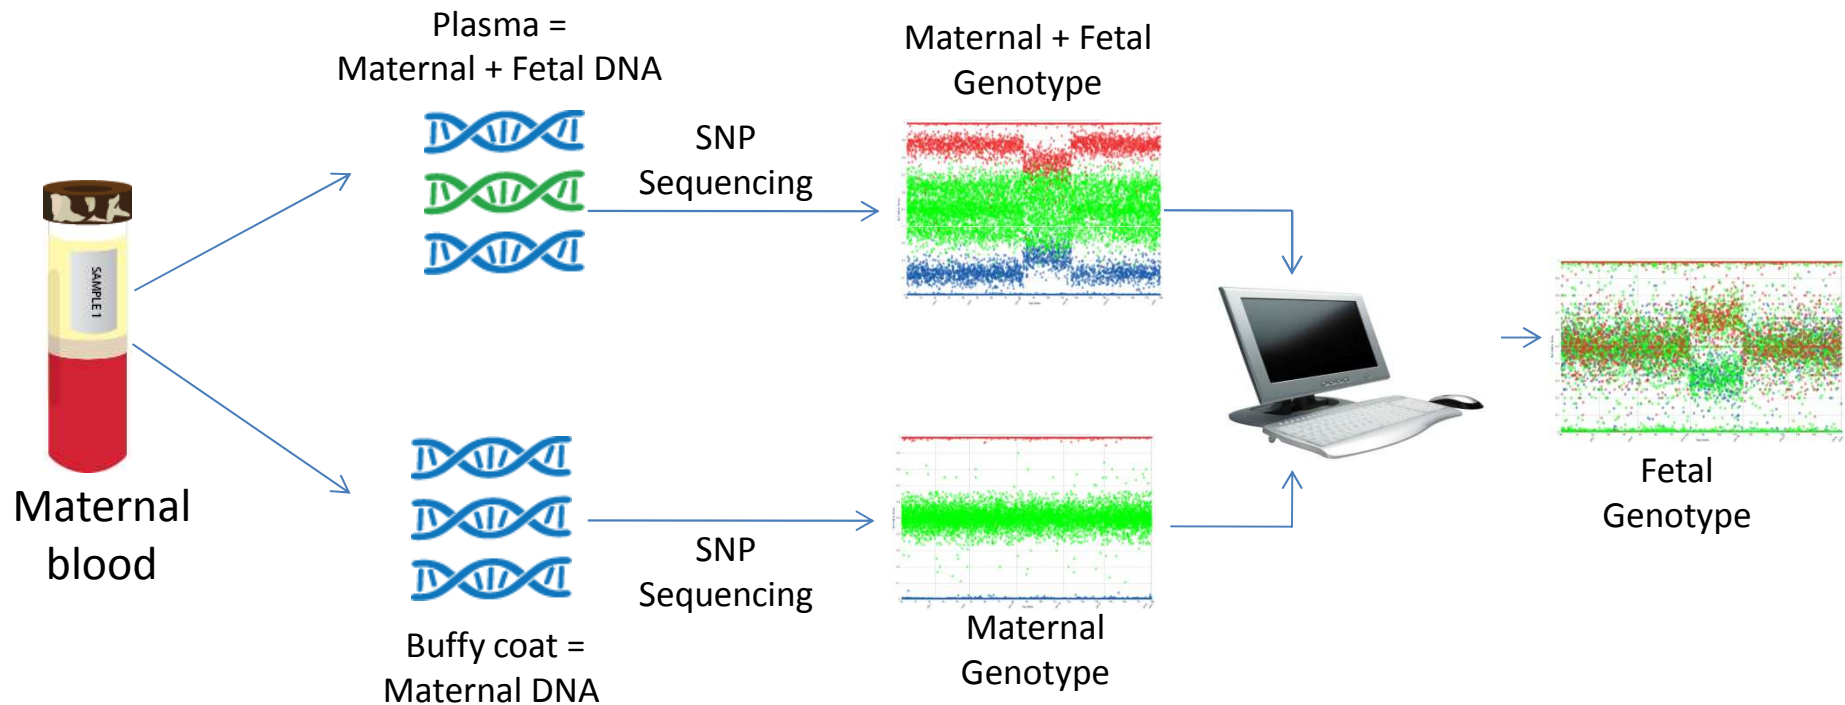 Plasma =
Maternal + Fetal DNA
SNP
Sequencing
Maternal + Fetal
Genotype
SAMPLE 1
Maternal
blood
Buffy coat =
Maternal DNA
SNP
Sequencing
Maternal
Genotype
Fetal
Genotype